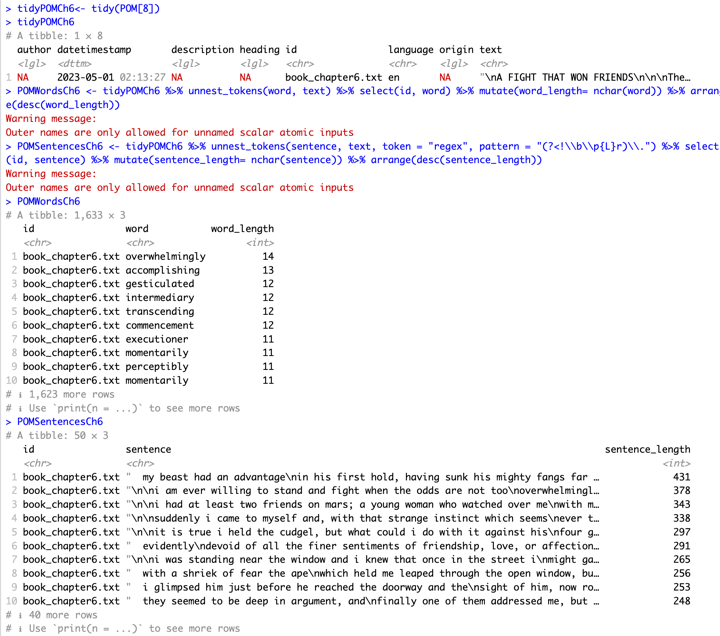 > tidyPOMCh6<- tidy(POM[8])
> tidyPOMCh6
# A tibble: 1 × 8
author datetimestamp description heading id language origin text
<lgl> <dttm> <lgl> <lgl> <chr> <chr> <lgl> <chr>
1 NA 2023-05-01 02:13:27 NA NA book_chapter6.txt en NA "\nA FIGHT THAT WON FRIENDS\n\n\nThe…
> POMWordsCh6 <- tidyPOMCh6 %>% unnest_tokens(word, text) %>% select(id, word) %>% mutate(word_length= nchar(word)) %>% arran
ge(desc(word_length))
Warning message:
Outer names are only allowed for unnamed scalar atomic inputs
> POMSentencesCh6 <- tidyPOMCh6 %>% unnest_tokens(sentence, text, token = "regex", pattern = "(?<!\\b\\p{L}r)\\.") %>% select
(id, sentence) %>% mutate(sentence_length= nchar(sentence)) %>% arrange(desc(sentence_length))
Warning message:
Outer names are only allowed for unnamed scalar atomic inputs
> POMWordsCh6
# A tibble: 1,633 × 3
id word word_length
<chr> <chr> <int>
1 book_chapter6.txt overwhelmingly 14
2 book_chapter6.txt accomplishing 13
3 book_chapter6.txt gesticulated 12
4 book_chapter6.txt intermediary 12
5 book_chapter6.txt transcending 12
6 book_chapter6.txt commencement 12
7 book_chapter6.txt executioner 11
8 book_chapter6.txt momentarily 11
9 book_chapter6.txt perceptibly 11
10 book_chapter6.txt momentarily 11
# ℹ 1,623 more rows
# ℹ Use `print(n = ...)` to see more rows
> POMSentencesCh6
# A tibble: 50 × 3
id sentence sentence_length
<chr> <chr> <int>
1 book_chapter6.txt "  my beast had an advantage\nin his first hold, having sunk his mighty fangs far … 431
2 book_chapter6.txt "\n\ni am ever willing to stand and fight when the odds are not too\noverwhelmingl… 378
3 book_chapter6.txt "\n\ni had at least two friends on mars; a young woman who watched over me\nwith m… 343
4 book_chapter6.txt "\n\nsuddenly i came to myself and, with that strange instinct which seems\never t… 338
5 book_chapter6.txt "\n\nit is true i held the cudgel, but what could i do with it against his\nfour g… 297
6 book_chapter6.txt "  evidently\ndevoid of all the finer sentiments of friendship, love, or affection… 291
7 book_chapter6.txt "\n\ni was standing near the window and i knew that once in the street i\nmight ga… 265
8 book_chapter6.txt "  with a shriek of fear the ape\nwhich held me leaped through the open window, bu… 256
9 book_chapter6.txt "  i glimpsed him just before he reached the doorway and the\nsight of him, now ro… 253
10 book_chapter6.txt "  they seemed to be deep in argument, and\nfinally one of them addressed me, but … 248
# ℹ 40 more rows
# ℹ Use `print(n = ...)` to see more rows